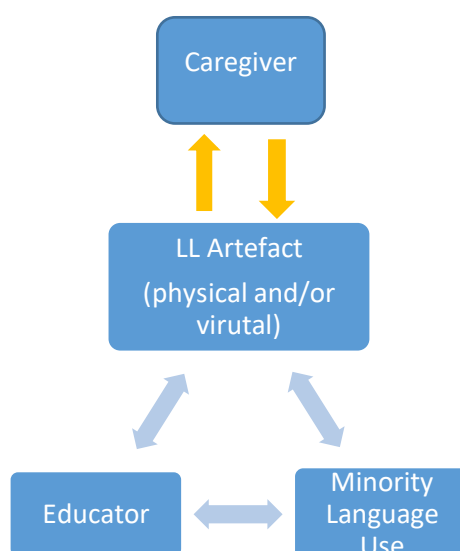 Caregiver
LL Artefact
(physical and/or
virutal)
Educator
Minority
Language
Use